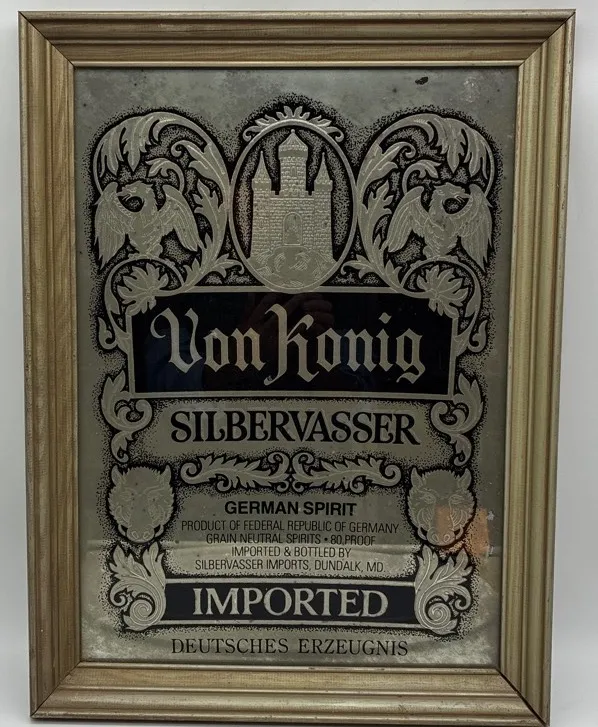 Von Konig
SILBERVASSER
GERMAN SPIRIT
PRODUCT OF FEDERAL REPUBLIC OF GERMANY
GRAIN NEUTRAL SPIRITS • 80 PROOF
IMPORTED & BOTTLED BY
SILBERVASSER IMPORTS, DUNDALK, MD.
IMPORTED
DEUTSCHES ERZEUGNIS